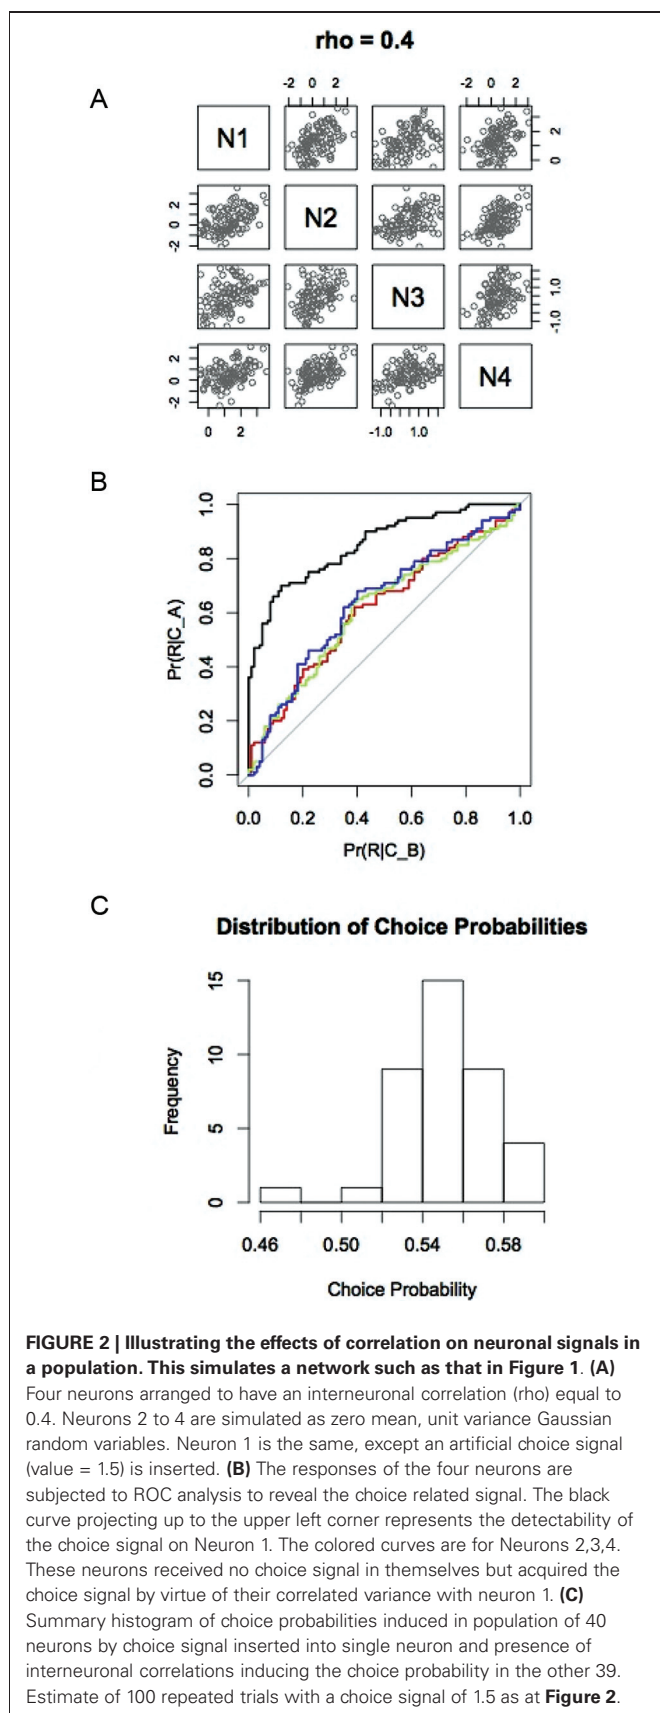 rho = 0.4
A
-2 0 2
-2 0 2
N1
0 2
-2 0 2
N2
N3
-1.0 1.0
-2 0 2
N4
0 2
-1.0 1.0
B
Pr(R|C_A)
1.0
0.8
0.6
0.4
0.2
0.0
0.0 0.2 0.4 0.6 0.8 1.0
Pr(R|C_B)
C
Distribution of Choice Probabilities
Frequency
15
10
5
0
0.46 0.50 0.54 0.58
Choice Probability
FIGURE 2 | Illustrating the effects of correlation on neuronal signals in
a population. This simulates a network such as that in Figure 1. (A)
Four neurons arranged to have an interneuronal correlation (rho) equal to
0.4. Neurons 2 to 4 are simulated as zero mean, unit variance Gaussian
random variables. Neuron 1 is the same, except an artificial choice signal
(value = 1.5) is inserted. (B) The responses of the four neurons are
subjected to ROC analysis to reveal the choice related signal. The black
curve projecting up to the upper left corner represents the detectability of
the choice signal on Neuron 1. The colored curves are for Neurons 2,3,4.
These neurons received no choice signal in themselves but acquired the
choice signal by virtue of their correlated variance with neuron 1. (C)
Summary histogram of choice probabilities induced in population of 40
neurons by choice signal inserted into single neuron and presence of
interneuronal correlations inducing the choice probability in the other 39.
Estimate of 100 repeated trials with a choice signal of 1.5 as at Figure 2.